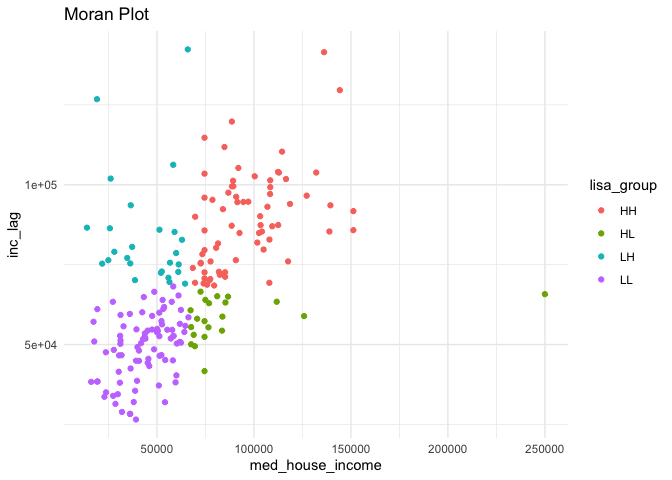 Moran Plot
inc_lag
1e+05
5e+04
50000
100000
150000
200000
250000
med_house_income
lisa_group
HH
HL
LH
LL